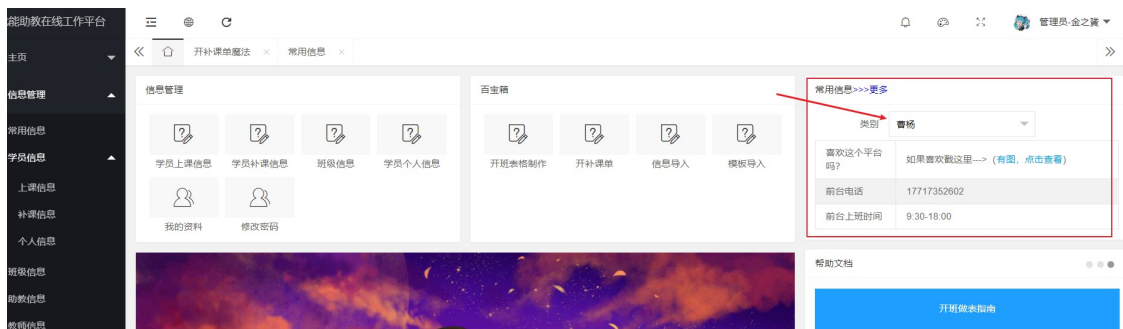 能助教在线工作平台
管理员-金之箴
主页
开补课单魔法 × 常用信息 ×
信息管理
常用信息
学员信息
上课信息
补课信息
个人信息
班级信息
助教信息
教师信息
信息管理
学员上课信息 学员补课信息 班级信息 学员个人信息
我的资料 修改密码
百宝箱
开班表格制作 开补课单 信息导入 模板导入
常用信息>>>更多
类别 曹杨
喜欢这个平台吗? 如果喜欢戳这里---> (有图，点击查看)
前台电话 17717352602
前台上班时间 9:30-18:00
帮助文档
开班做表指南